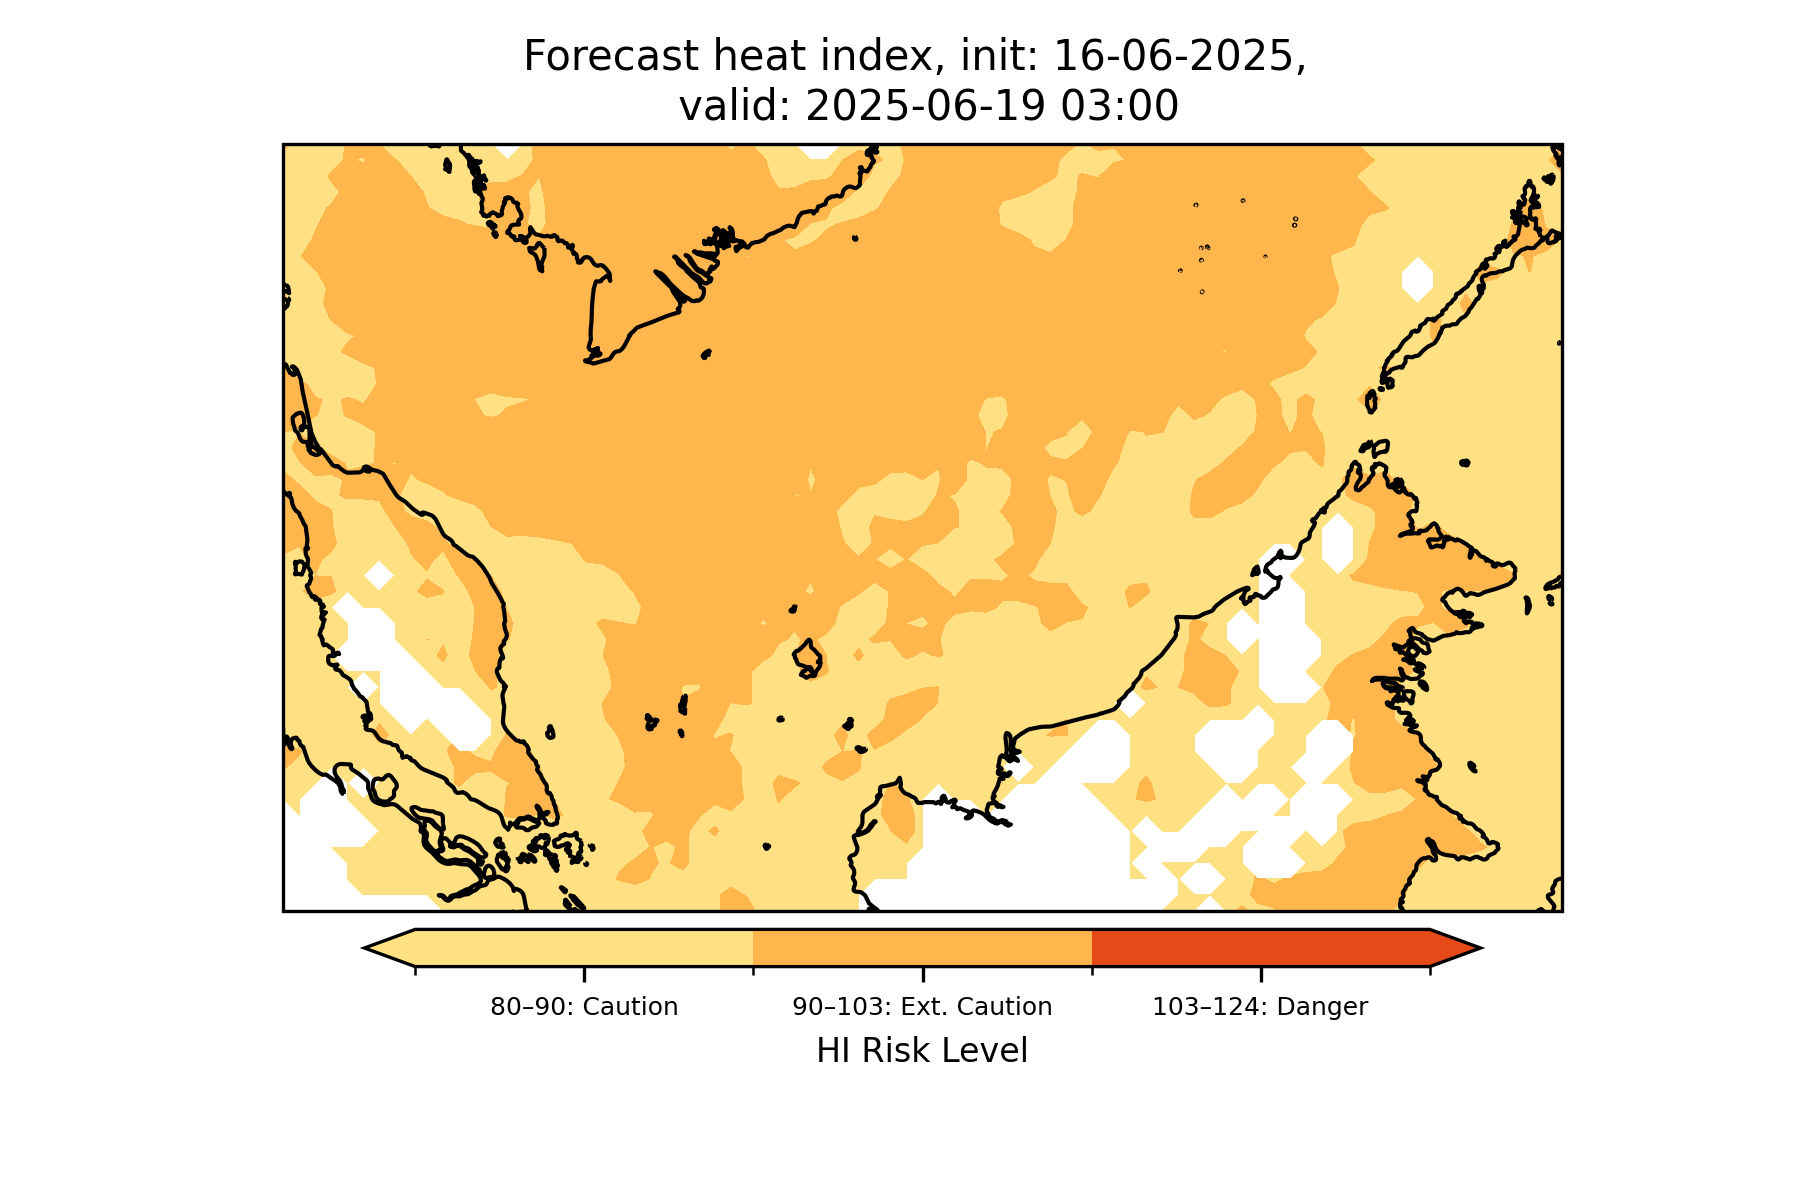 Forecast heat index, init: 16-06-2025,
valid: 2025-06-19 03:00
80–90: Caution
90–103: Ext. Caution
103–124: Danger
HI Risk Level